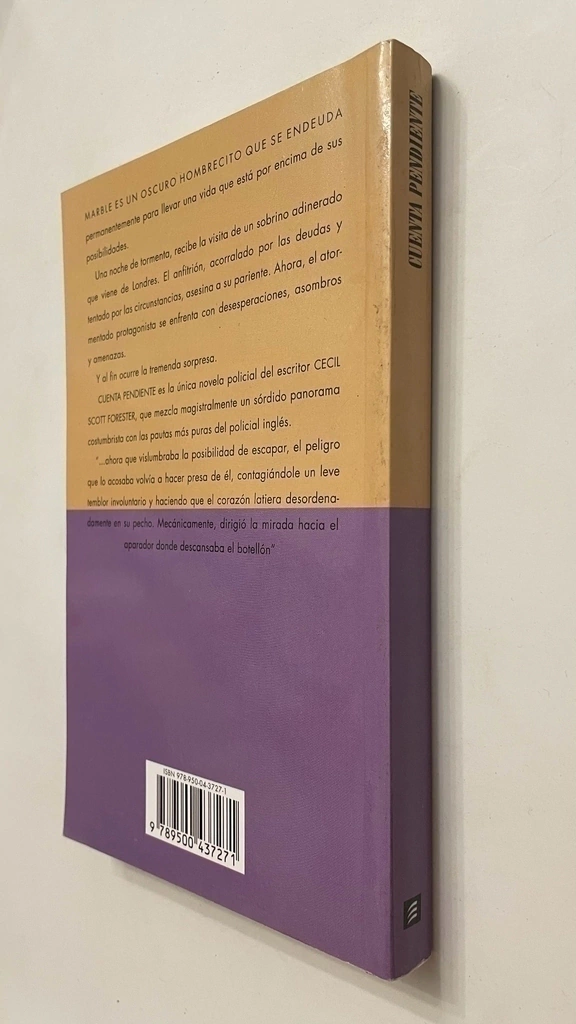 MARBLE ES UN OSCURO HOMBRECITO QUE SE ENDEUDA
permanentemente para llevar una vida que está por encima de sus
posibilidades.
Una noche de tormenta, recibe la visita de un sobrino adinerado
que viene de Londres. El anfitrión, acorralado por las deudas y
tentado por las circunstancias, asesina a su pariente. Ahora, el ator-
mentado protagonista se enfrenta con desesperaciones, asombros
y amenazas.
Y al fin ocurre la tremenda sorpresa.
CUENTA PENDIENTE es la única novela policial del escritor CECIL
SCOTT FORESTER, que mezcla magistralmente un sórdido panorama
costumbrista con las pautas más puras del policial inglés.
"...ahora que vislumbraba la posibilidad de escapar, el peligro
que lo acosaba volvía a hacer presa de él, contagiándole un leve
temblor involuntario y haciendo que el corazón latiera desordena-
damente en su pecho. Mecánicamente, dirigió la mirada hacia el
aparador donde descansaba el botellón"
ISBN 978-950-04-3727-1
9 789500 437271
CUENTA PENDIENTE